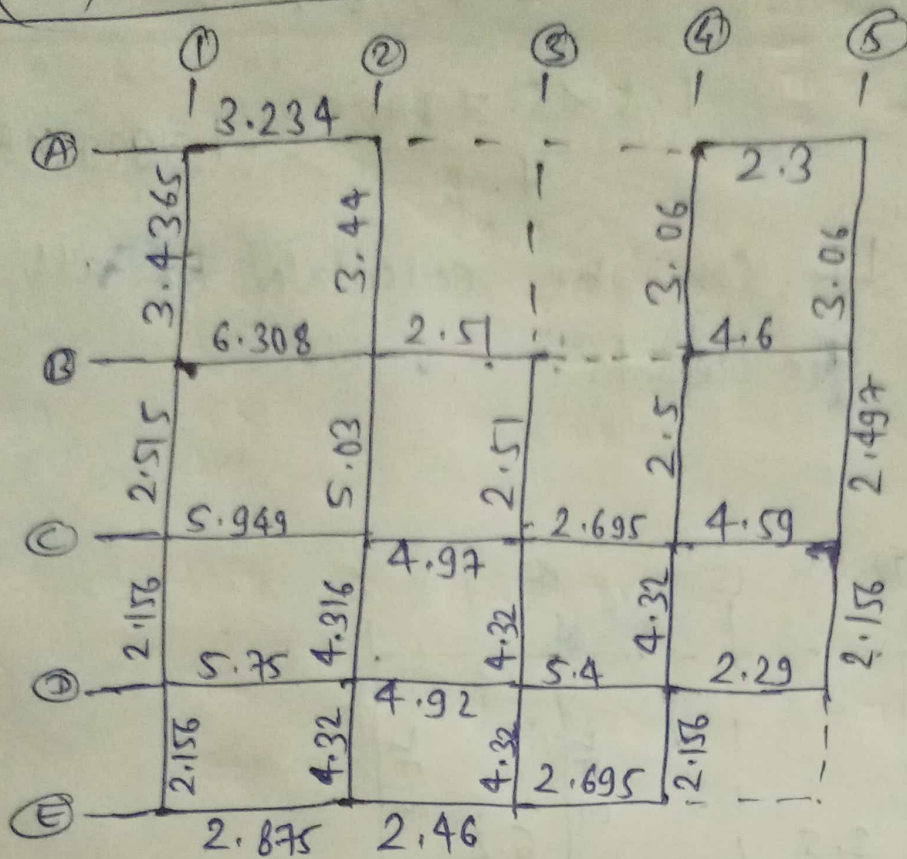 1 2 3 4 5
A 3.234 2.3
3.4365 3.44 3.06 3.06
B 6.308 2.51 4.6
2.515 5.03 2.51 2.5 2.497
C 5.949 4.97 2.695 4.59
2.156 4.316 4.32 4.32 2.156
D 5.75 4.92 5.4 2.29
2.156 4.32 4.32 2.156
E 2.875 2.46 2.695